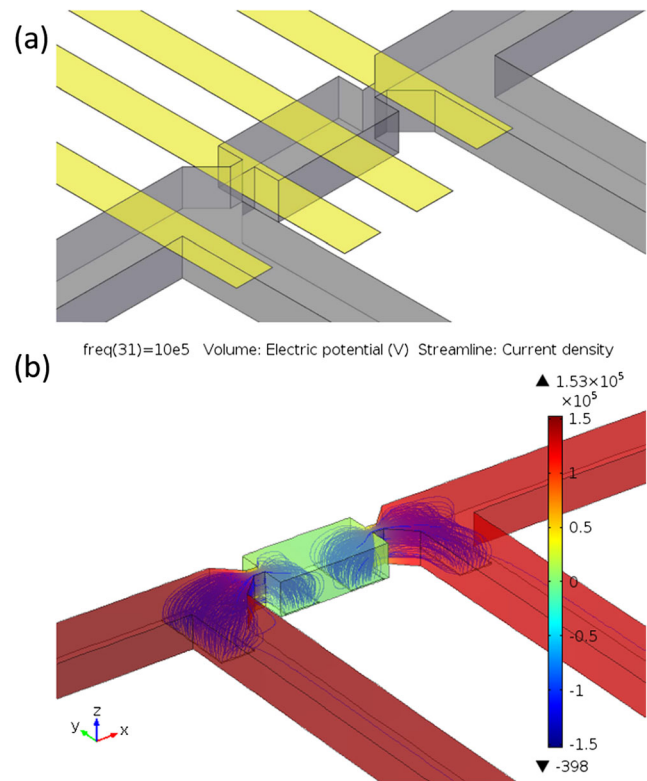 (a)
freq(31)=10e5 Volume: Electric potential (V) Streamline: Current density
(b)
▲ 1.53×10⁵
×10⁵
1.5
1
0.5
0
-0.5
-1
-1.5
▼ -398
z
y
x